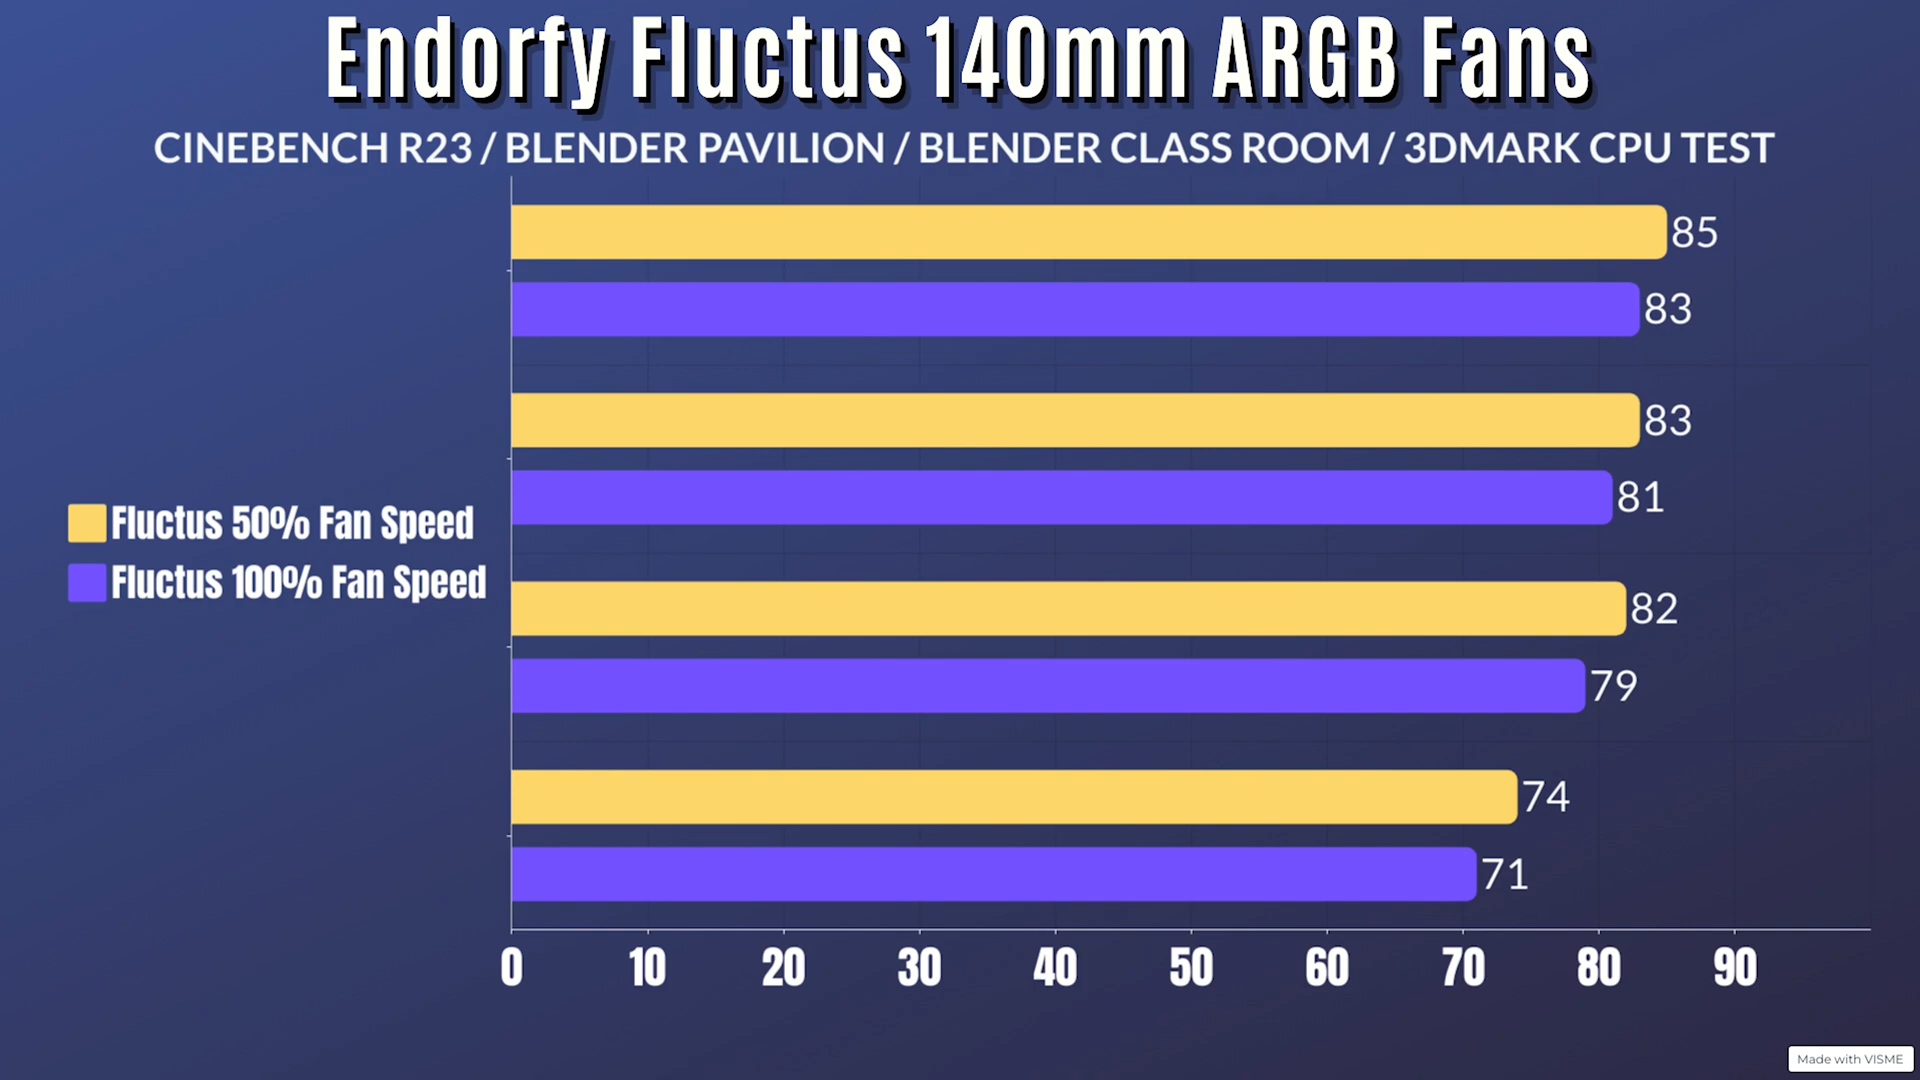 Endorfy Fluctus 140mm ARGB Fans
CINEBENCH R23 / BLENDER PAVILION / BLENDER CLASS ROOM / 3DMARK CPU TEST
85
83
83
81
Fluctus 50% Fan Speed
Fluctus 100% Fan Speed
82
79
74
71
0 10 20 30 40 50 60 70 80 90
Made with VISME